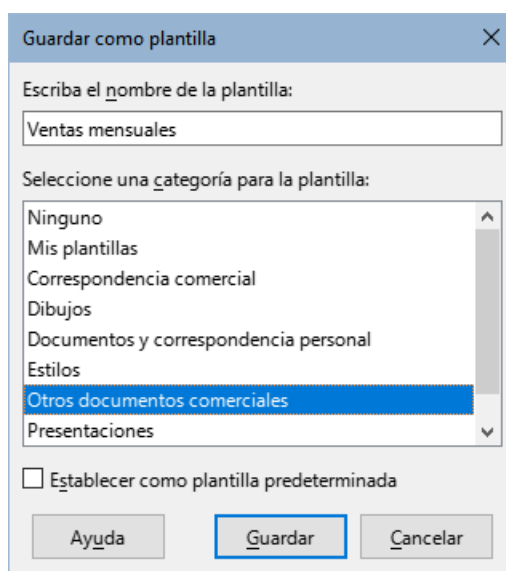 Guardar como plantilla
Escriba el nombre de la plantilla:
Ventas mensuales
Seleccione una categoría para la plantilla:
Ninguno
Mis plantillas
Correspondencia comercial
Dibujos
Documentos y correspondencia personal
Estilos
Otros documentos comerciales
Presentaciones
Establecer como plantilla predeterminada
Ayuda Guardar Cancelar